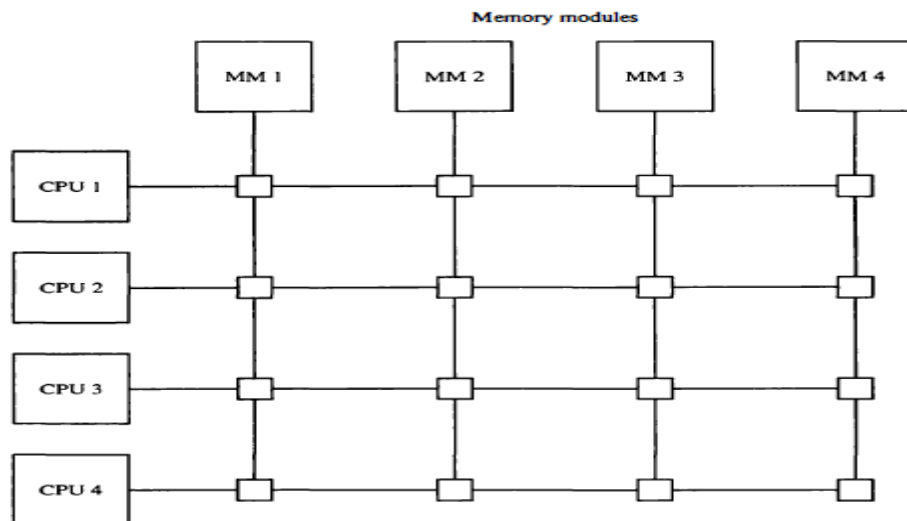 Memory modules
MM 1
MM 2
MM 3
MM 4
CPU 1
CPU 2
CPU 3
CPU 4